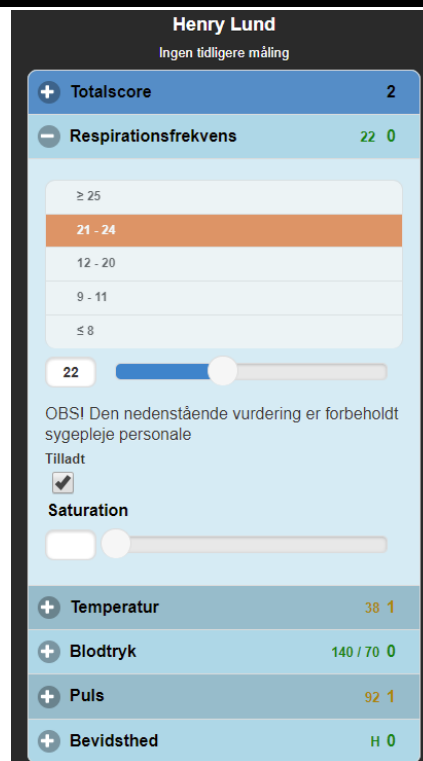 Henry Lund
Ingen tidligere måling
Totalscore 2
Respirationsfrekvens 22 0
≥ 25
21 - 24
12 - 20
9 - 11
≤ 8
22
OBS! Den nedenstående vurdering er forbeholdt
sygepleje personale
Tilladt
Saturation
Temperatur 38 1
Blodtryk 140 / 70 0
Puls 92 1
Bevidsthed H 0